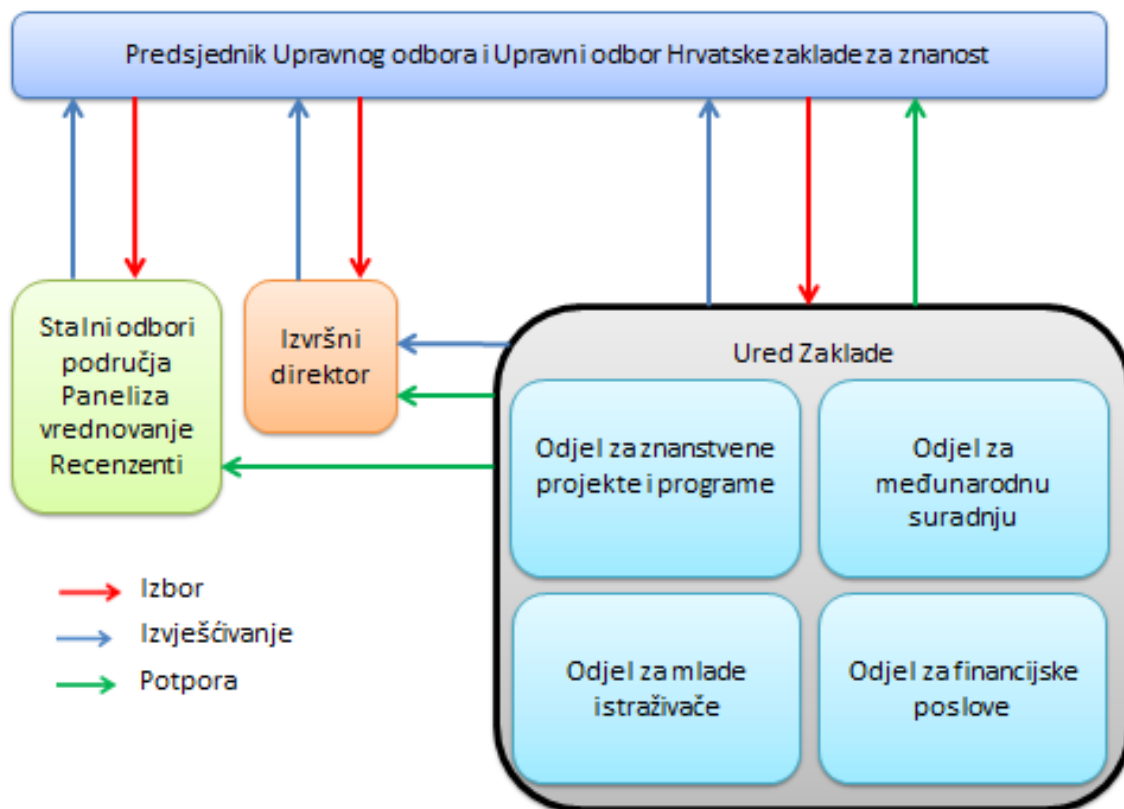 Predsjednik Upravnog odbora i Upravni odbor Hrvatske zaklade za znanost
Stalni odbori
područja
Paneli za
vrednovanje
Recenzenti
Izvršni
direktor
Ured Zaklade
Odjel za znanstvene
projekte i programe
Odjel za
međunarodnu
suradnju
Odjel za mlade
istraživače
Odjel za financijske
poslove
Izbor
Izvješćivanje
Potpora